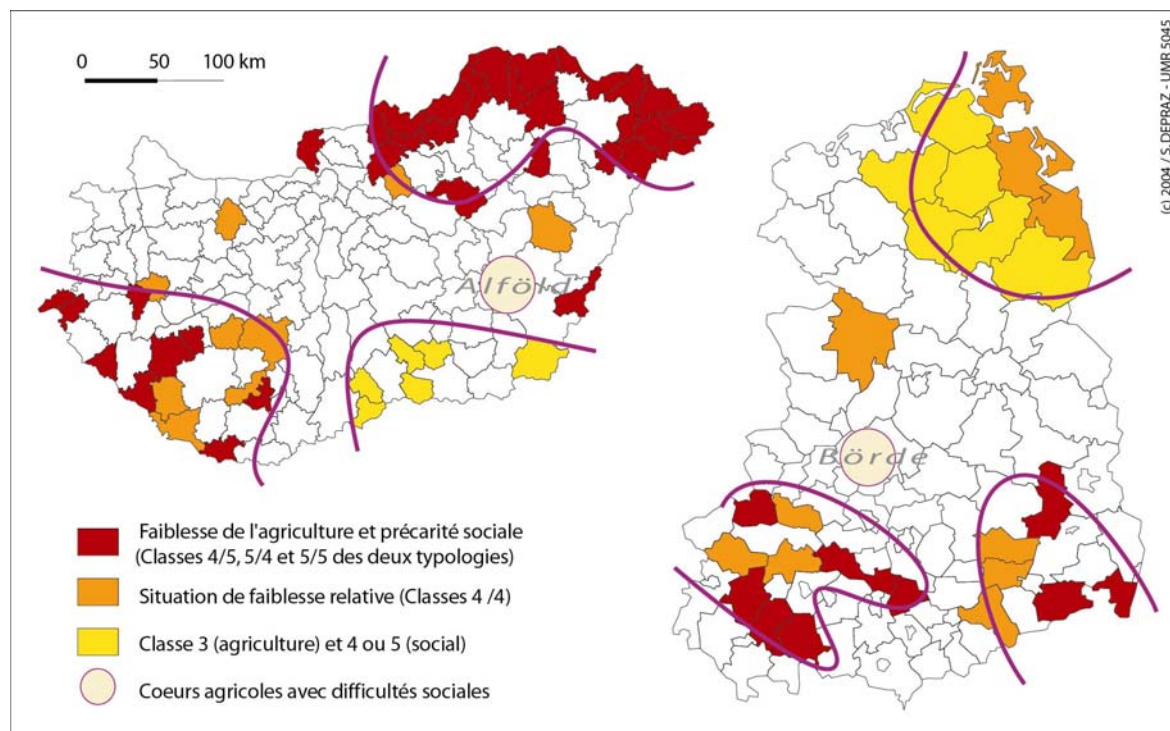 0 50 100 km
(c) 2004 / S.DEPRAZ - UMR 5045
Alföld
Börde
Faiblesse de l'agriculture et précarité sociale
(Classes 4/5, 5/4 et 5/5 des deux typologies)
Situation de faiblesse relative (Classes 4 /4)
Classe 3 (agriculture) et 4 ou 5 (social)
Coeurs agricoles avec difficultés sociales